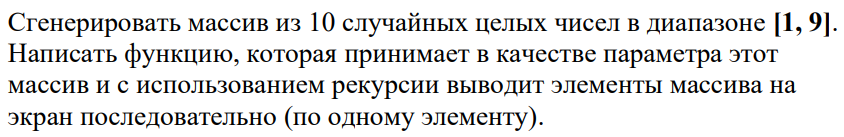 Сгенерировать массив из 10 случайных целых чисел в диапазоне [1, 9].
Написать функцию, которая принимает в качестве параметра этот
массив и с использованием рекурсии выводит элементы массива на
экран последовательно (по одному элементу).